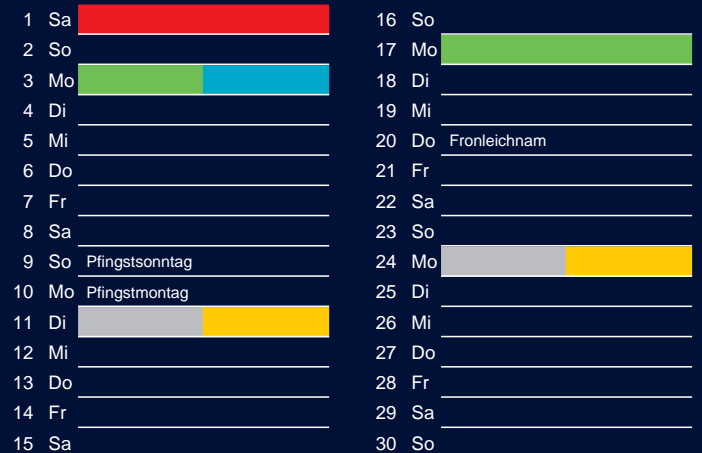 1 Sa
2 So
3 Mo
4 Di
5 Mi
6 Do
7 Fr
8 Sa
9 So Pfingstsonntag
10 Mo Pfingstmontag
11 Di
12 Mi
13 Do
14 Fr
15 Sa
16 So
17 Mo
18 Di
19 Mi
20 Do Fronleichnam
21 Fr
22 Sa
23 So
24 Mo
25 Di
26 Mi
27 Do
28 Fr
29 Sa
30 So